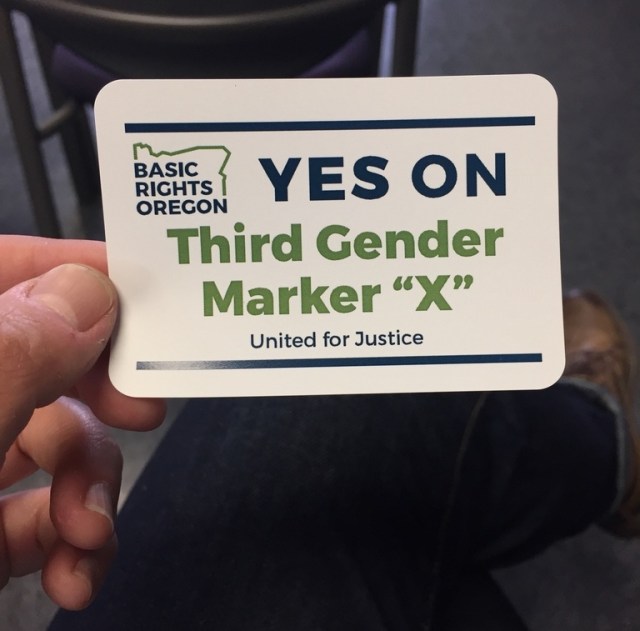 BASIC
RIGHTS
OREGON
YES ON
Third Gender
Marker “X”
United for Justice